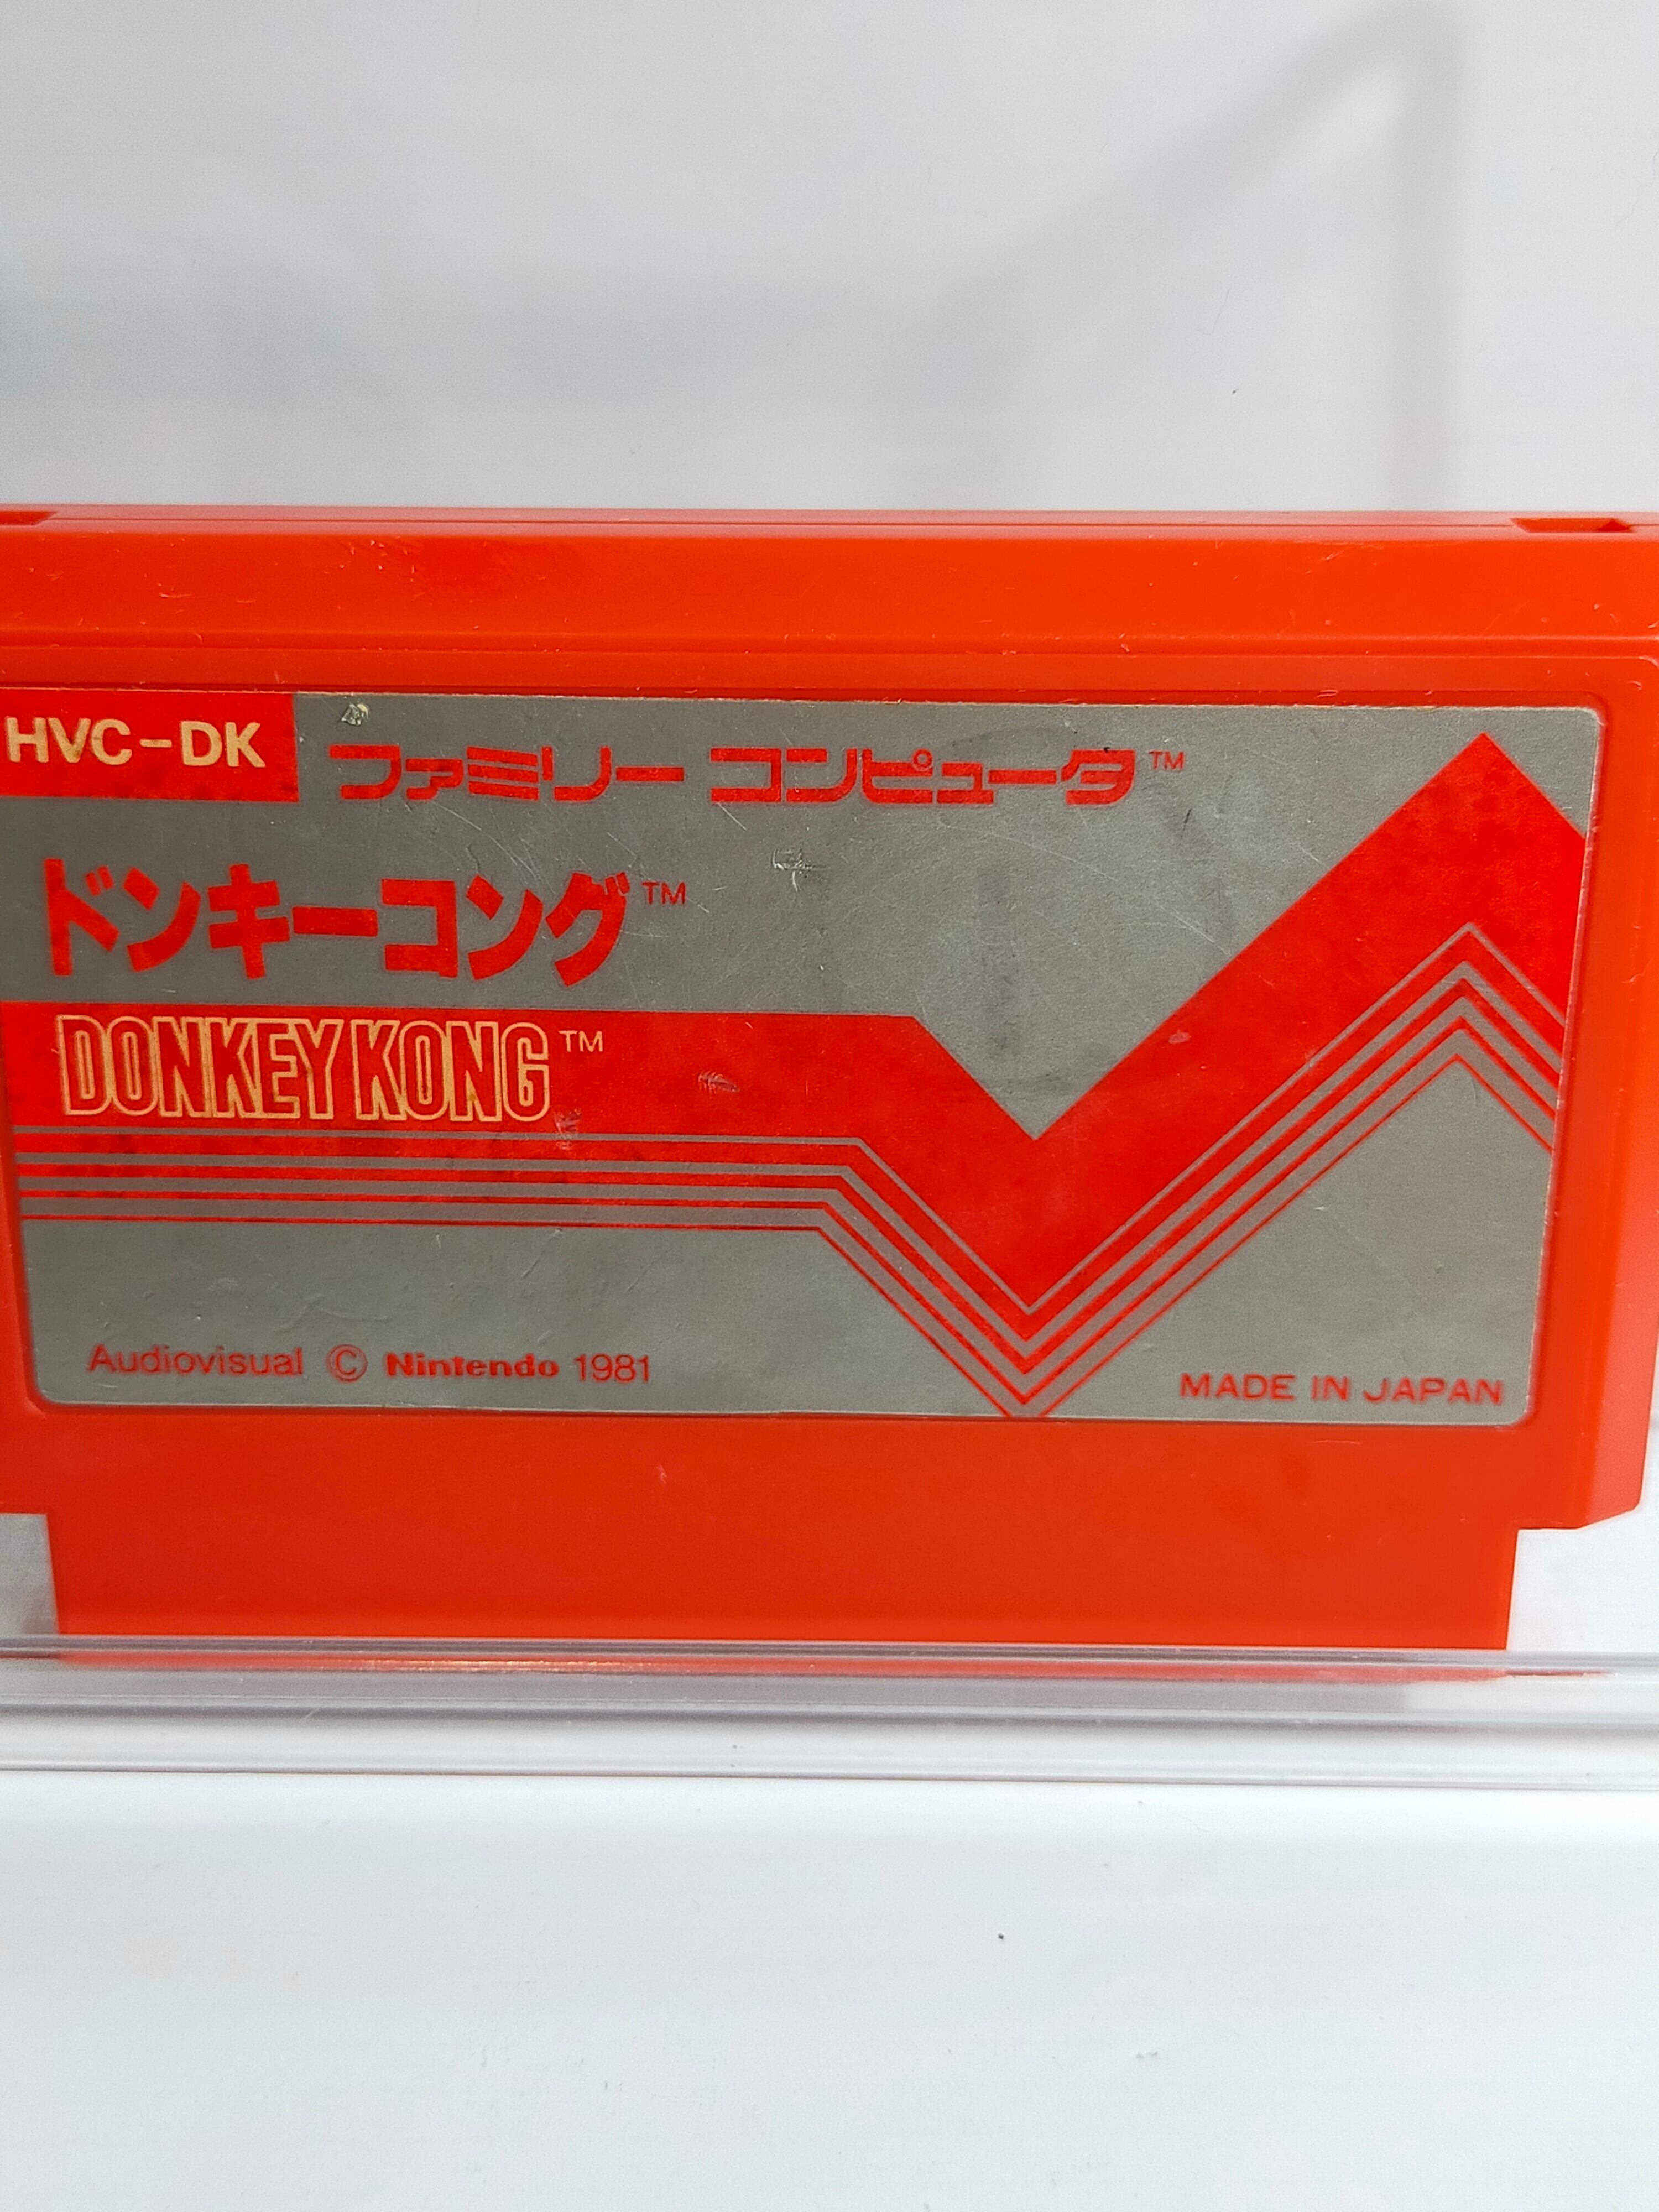 HVC-DK
ファミリー コンピュータ™
ドンキーコング™
DONKEY KONG™
Audiovisual © Nintendo 1981
MADE IN JAPAN